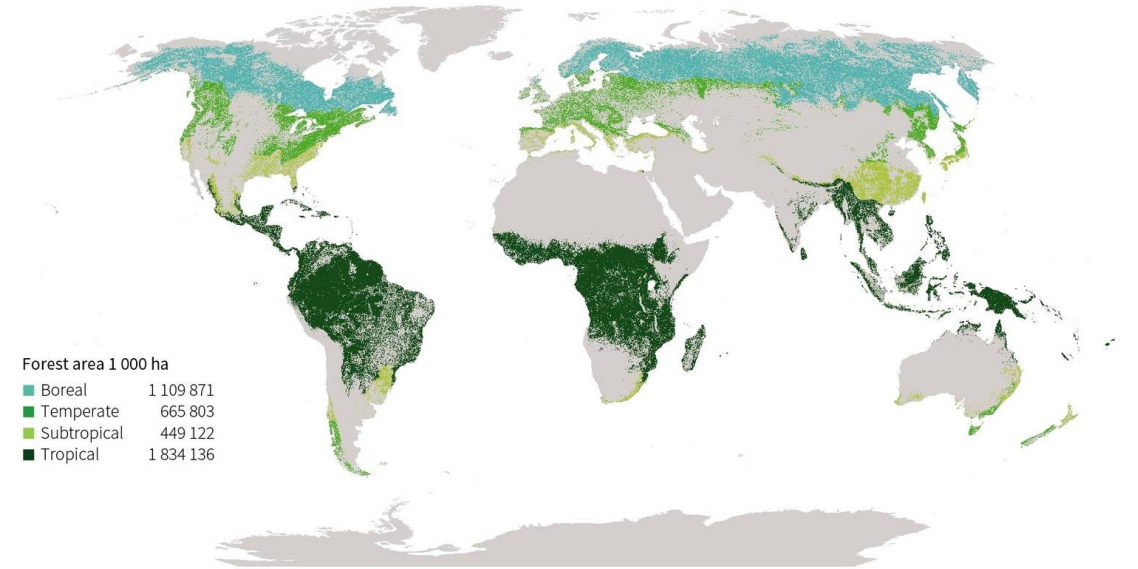 Forest area 1 000 ha
Boreal 1 109 871
Temperate 665 803
Subtropical 449 122
Tropical 1 834 136